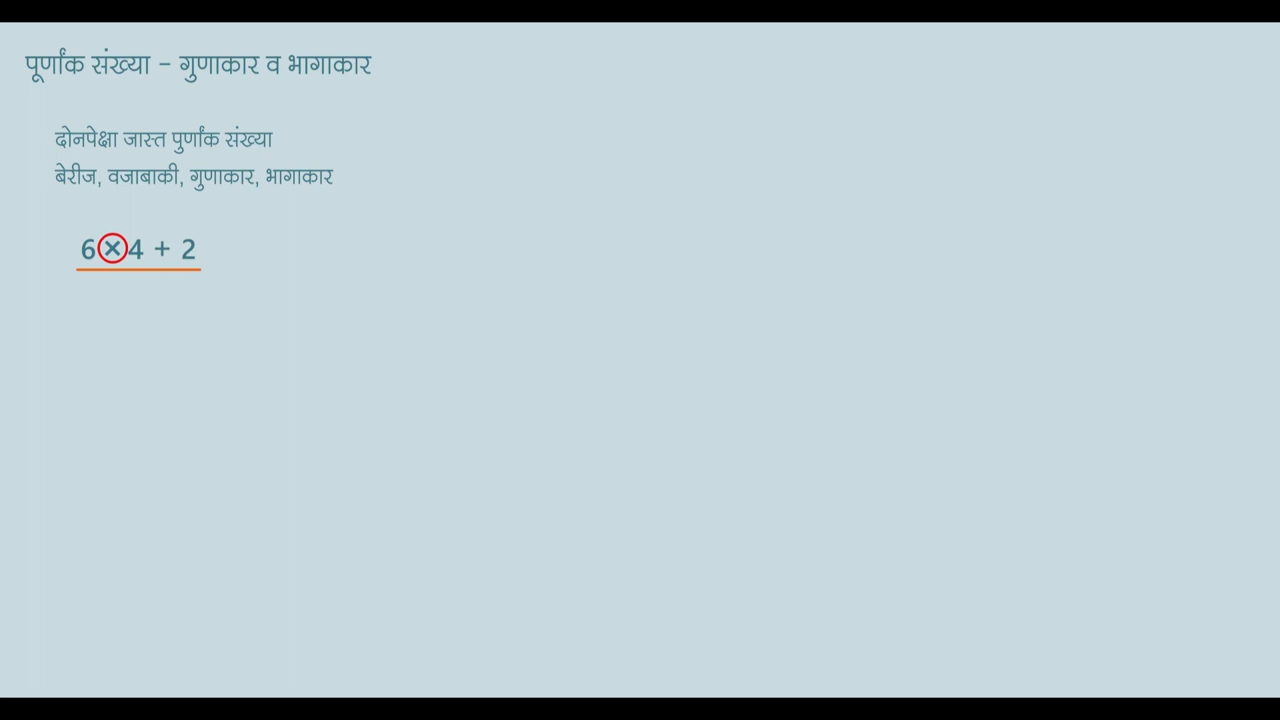 पूर्णांक संख्या - गुणाकार व भागाकार
दोनपेक्षा जास्त पुर्णांक संख्या
बेरीज, वजाबाकी, गुणाकार, भागाकार
6 × 4 + 2